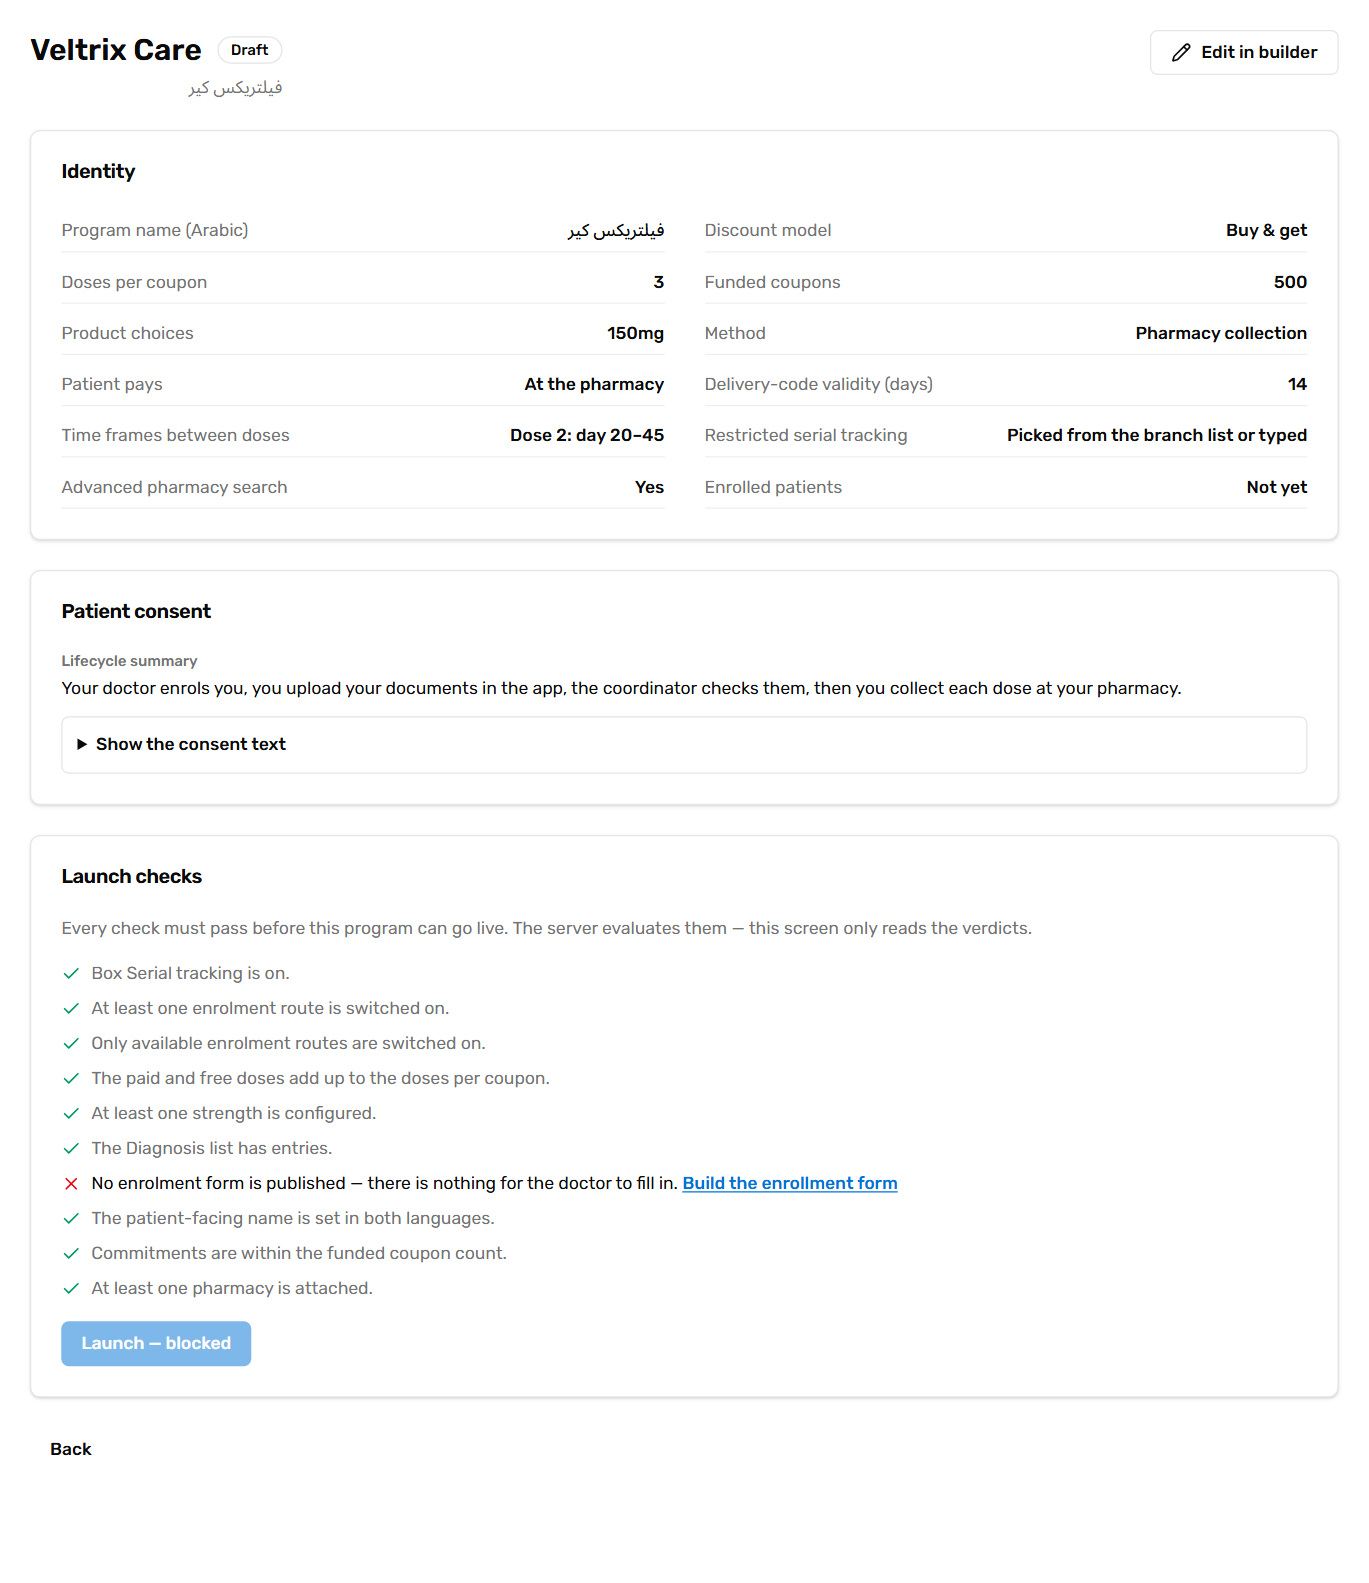 Veltrix Care
Draft
Edit in builder
فيلتريكس كير
Identity
Program name (Arabic)
فيلتريكس كير
Discount model
Buy & get
Doses per coupon
3
Funded coupons
500
Product choices
150mg
Method
Pharmacy collection
Patient pays
At the pharmacy
Delivery-code validity (days)
14
Time frames between doses
Dose 2: day 20–45
Restricted serial tracking
Picked from the branch list or typed
Advanced pharmacy search
Yes
Enrolled patients
Not yet
Patient consent
Lifecycle summary
Your doctor enrols you, you upload your documents in the app, the coordinator checks them, then you collect each dose at your pharmacy.
Show the consent text
Launch checks
Every check must pass before this program can go live. The server evaluates them — this screen only reads the verdicts.
Box Serial tracking is on.
At least one enrolment route is switched on.
Only available enrolment routes are switched on.
The paid and free doses add up to the doses per coupon.
At least one strength is configured.
The Diagnosis list has entries.
No enrolment form is published — there is nothing for the doctor to fill in. Build the enrollment form
The patient-facing name is set in both languages.
Commitments are within the funded coupon count.
At least one pharmacy is attached.
Launch — blocked
Back